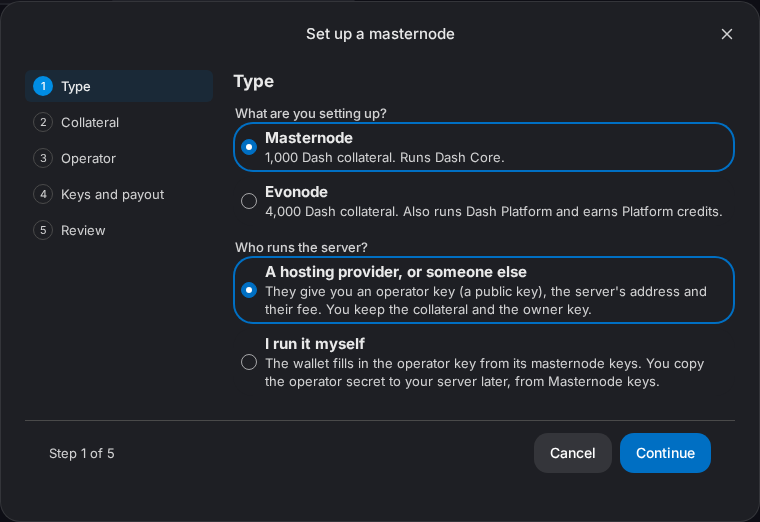 Set up a masternode
1 Type
2 Collateral
3 Operator
4 Keys and payout
5 Review
Type
What are you setting up?
Masternode
1,000 Dash collateral. Runs Dash Core.
Evonode
4,000 Dash collateral. Also runs Dash Platform and earns Platform credits.
Who runs the server?
A hosting provider, or someone else
They give you an operator key (a public key), the server's address and
their fee. You keep the collateral and the owner key.
I run it myself
The wallet fills in the operator key from its masternode keys. You copy
the operator secret to your server later, from Masternode keys.
Step 1 of 5
Cancel
Continue